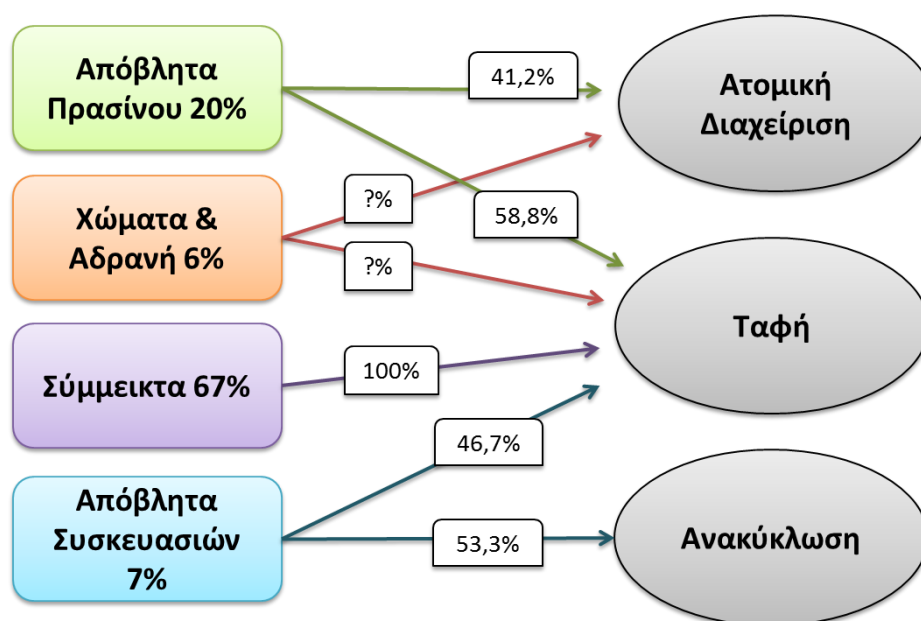 Απόβλητα
Πρασίνου 20%
41,2%
Ατομική
Διαχείριση
Χώματα &
Αδρανή 6%
?%
58,8%
?%
Ταφή
Σύμμεικτα 67%
100%
46,7%
Απόβλητα
Συσκευασιών
7%
53,3%
Ανακύκλωση